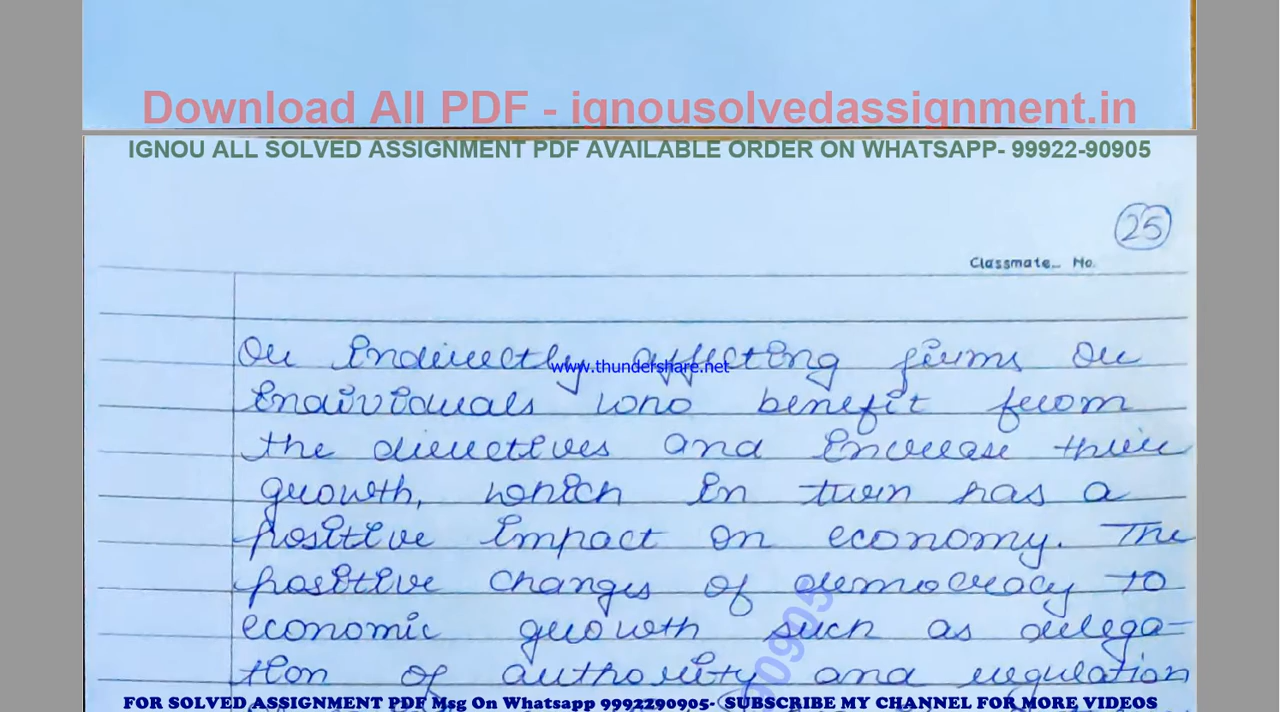 Download All PDF - ignousolvedassignment.in
IGNOU ALL SOLVED ASSIGNMENT PDF AVAILABLE ORDER ON WHATSAPP- 99922-90905
25
Classmate No.
Or indirectly affecting firms or
www.thundershare.net
individuals who benefit from
the directives and increase their
growth, which in turn has a
positive impact on economy. The
positive changes of democracy to
economic growth such as delega-
tion of authority and regulation
90905
FOR SOLVED ASSIGNMENT PDF Msg On Whatsapp 9992290905- SUBSCRIBE MY CHANNEL FOR MORE VIDEOS